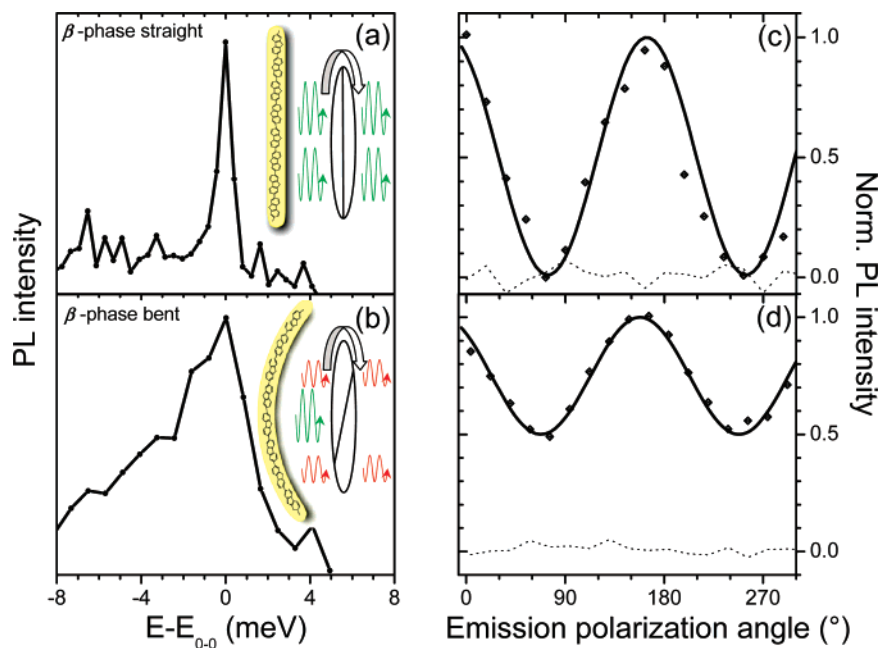 β-phase straight
(a)
(c)
1.0
0.5
0.0
β-phase bent
(b)
(d)
1.0
0.5
0.0
PL intensity
Norm. PL intensity
-8 -4 0 4 8
0 90 180 270
E-E0-0 (meV)
Emission polarization angle (°)